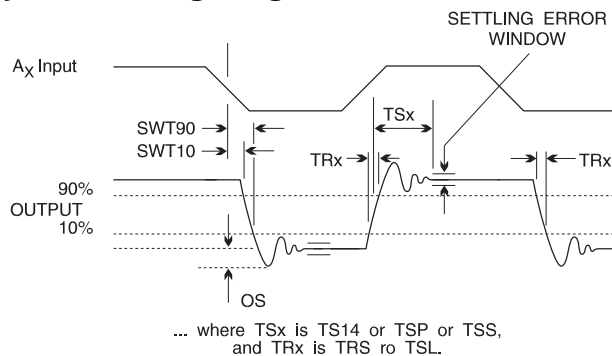 SETTLING ERROR
WINDOW
AX Input
TSx
SWT90
SWT10
TRx
TRx
90%
OUTPUT
10%
OS
... where TSx is TS14 or TSP or TSS,
and TRx is TRS ro TSL.